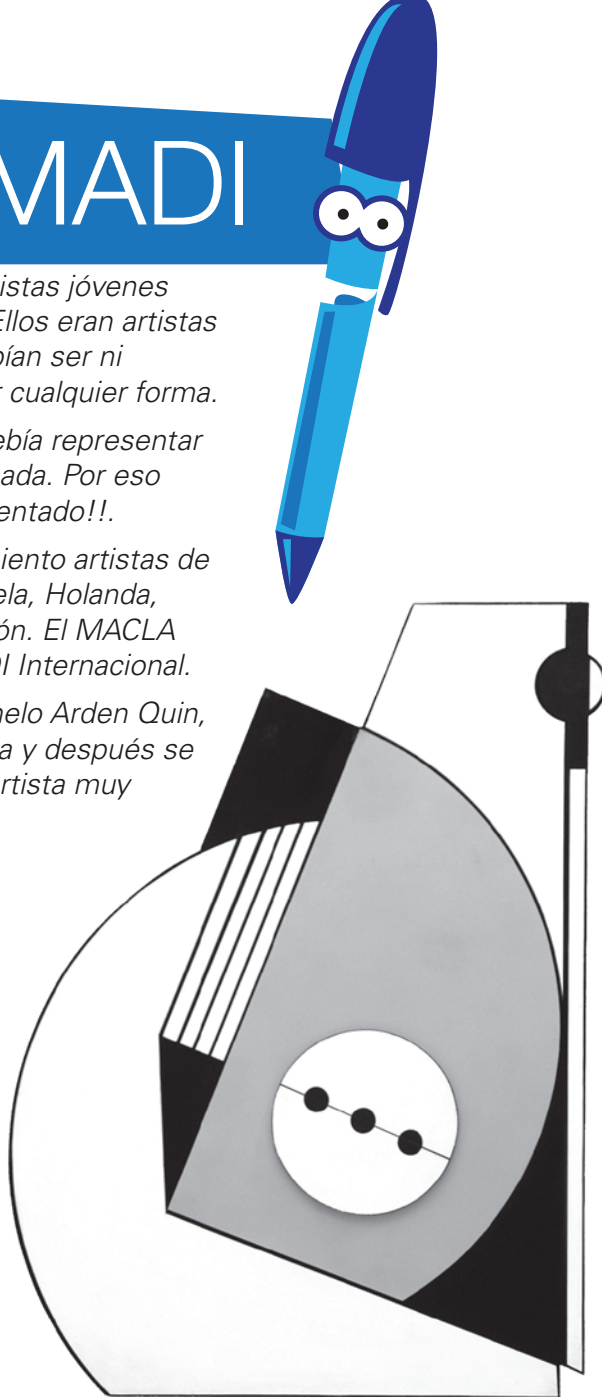 MADI
istas jóvenes
Ellos eran artistas
ían ser ni
cualquier forma.
ebía representar
ada. Por eso
entado!!.
iento artistas de
ela, Holanda,
ón. El MACLA
I Internacional.
nelo Arden Quin,
a y después se
rtista muy